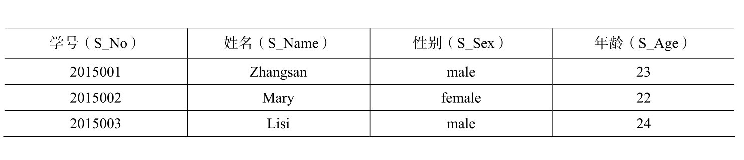 学号（S_No） 姓名（S_Name） 性别（S_Sex） 年龄（S_Age）
2015001 Zhangsan male 23
2015002 Mary female 22
2015003 Lisi male 24